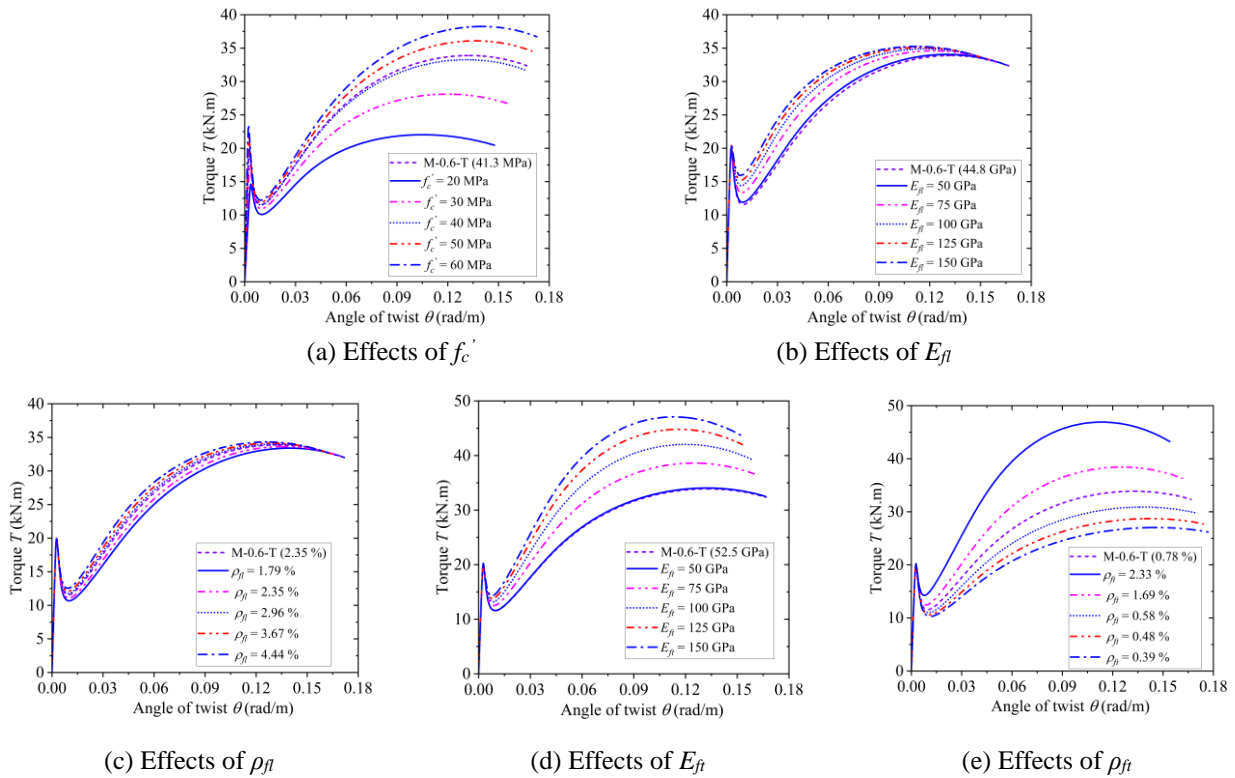 40
35
30
25
20
15
10
5
0
Torque T (kN.m)
M-0.6-T (41.3 MPa)
fc' = 20 MPa
fc' = 30 MPa
fc' = 40 MPa
fc' = 50 MPa
fc' = 60 MPa
0.00 0.03 0.06 0.09 0.12 0.15 0.18
Angle of twist θ (rad/m)
(a) Effects of fc'
40
35
30
25
20
15
10
5
0
Torque T (kN.m)
M-0.6-T (44.8 GPa)
Efl = 50 GPa
Efl = 75 GPa
Efl = 100 GPa
Efl = 125 GPa
Efl = 150 GPa
0.00 0.03 0.06 0.09 0.12 0.15 0.18
Angle of twist θ (rad/m)
(b) Effects of Efl
40
35
30
25
20
15
10
5
0
Torque T (kN.m)
M-0.6-T (2.35 %)
ρfl = 1.79 %
ρfl = 2.35 %
ρfl = 2.96 %
ρfl = 3.67 %
ρfl = 4.44 %
0.00 0.03 0.06 0.09 0.12 0.15 0.18
Angle of twist θ (rad/m)
(c) Effects of ρfl
50
40
30
20
10
0
Torque T (kN.m)
M-0.6-T (52.5 GPa)
Eft = 50 GPa
Eft = 75 GPa
Eft = 100 GPa
Eft = 125 GPa
Eft = 150 GPa
0.00 0.03 0.06 0.09 0.12 0.15 0.18
Angle of twist θ (rad/m)
(d) Effects of Eft
50
40
30
20
10
0
Torque T (kN.m)
M-0.6-T (0.78 %)
ρft = 2.33 %
ρft = 1.69 %
ρft = 0.58 %
ρft = 0.48 %
ρft = 0.39 %
0.00 0.03 0.06 0.09 0.12 0.15 0.18
Angle of twist θ (rad/m)
(e) Effects of ρft